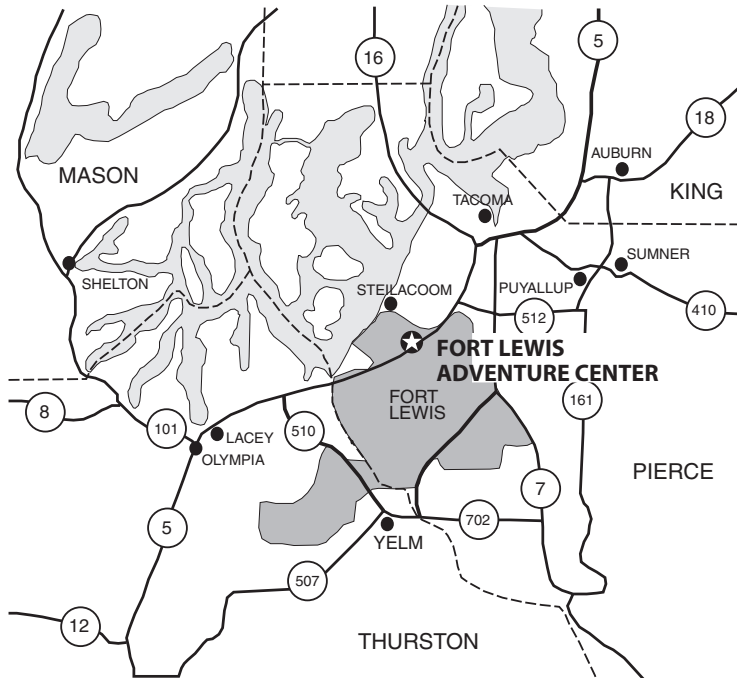 16
5
18
AUBURN
MASON
KING
TACOMA
SHELTON
SUMNER
STEILACOOM
PUYALLUP
512
410
FORT LEWIS
ADVENTURE CENTER
FORT
LEWIS
161
8
101
LACEY
510
OLYMPIA
PIERCE
7
5
702
YELM
507
12
THURSTON